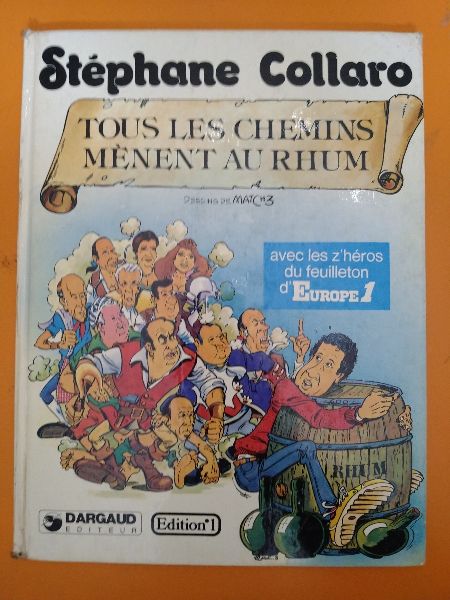 Stéphane Collaro
TOUS LES CHEMINS
MÈNENT AU RHUM!
DESSINS DE MATCH3
avec les z'héros
du feuilleton
d'EUROPE 1
RHUM
DARGAUD
EDITEUR
Edition°1